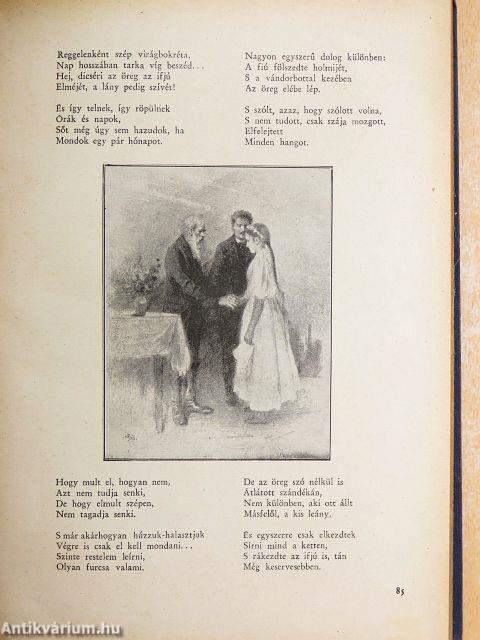 Reggelenként szép virágbokréta.
Nap hosszában tarka víg beszéd...
Hej, dicséri az öreg az ifjú
Elméjét, a lány pedig szívét!
És így telnek, így röpülnek
Órák és napok,
Sőt még úgy sem hazudok, ha
Mondok egy pár hónapot.
Nagyon egyszerű dolog különben:
A fiú fölszedte holmijét,
S a vándorbottal kezében
Az öreg elébe lép.
S szólt, azaz, hogy szólott volna,
S nem tudott, csak szája mozgott,
Elfelejtett
Minden hangot.
Hogy mult el, hogyan nem,
Azt nem tudja senki,
De hogy elmult szépen,
Nem tagadja senki.
S már akárhogyan húzzuk-halasztjuk
Végre is csak el kell mondani...
Szinte restelem leírni,
Olyan furcsa valami.
De az öreg szó nélkül is
Átlátott szándékán,
Nem különben, aki ott állt
Másfelől, a kis leány,
És egyszerre csak elkezdtek
Sírni mind a ketten,
S rákezdte az ifjú is, tán
Még keservesebben.
85
Antikvárium.hu